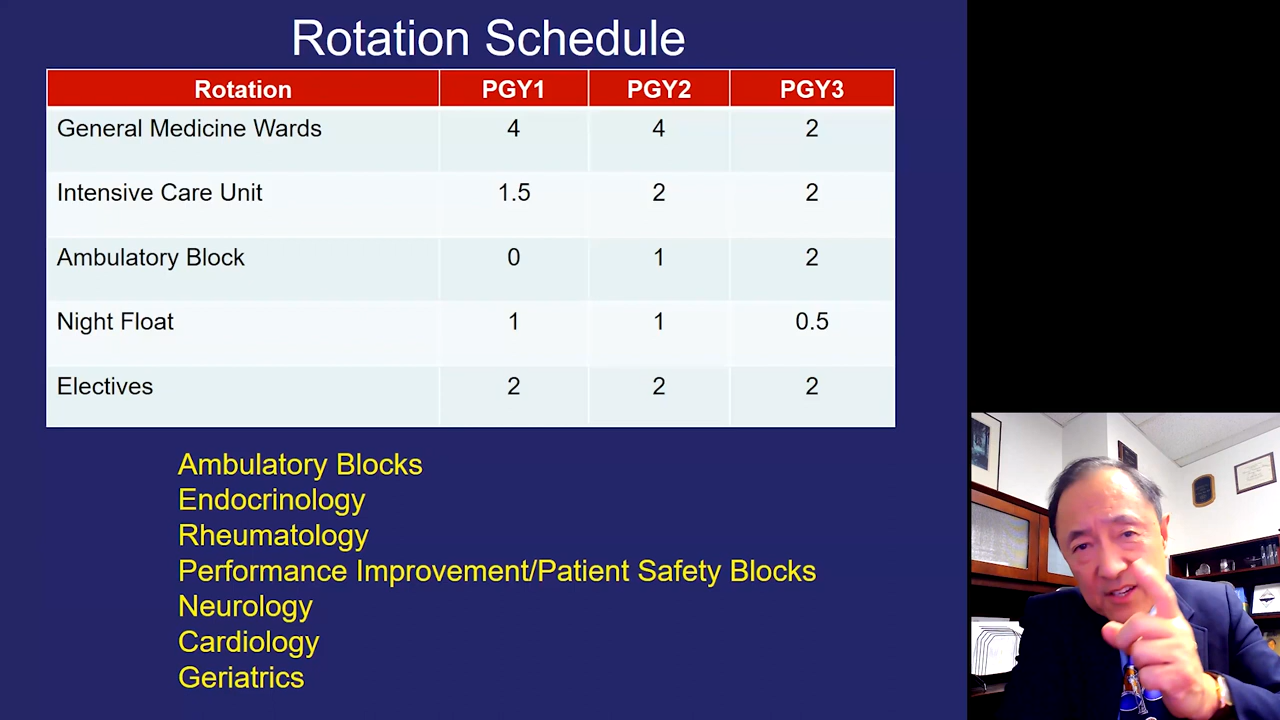 Rotation Schedule
Rotation PGY1 PGY2 PGY3
General Medicine Wards 4 4 2
Intensive Care Unit 1.5 2 2
Ambulatory Block 0 1 2
Night Float 1 1 0.5
Electives 2 2 2
Ambulatory Blocks
Endocrinology
Rheumatology
Performance Improvement/Patient Safety Blocks
Neurology
Cardiology
Geriatrics